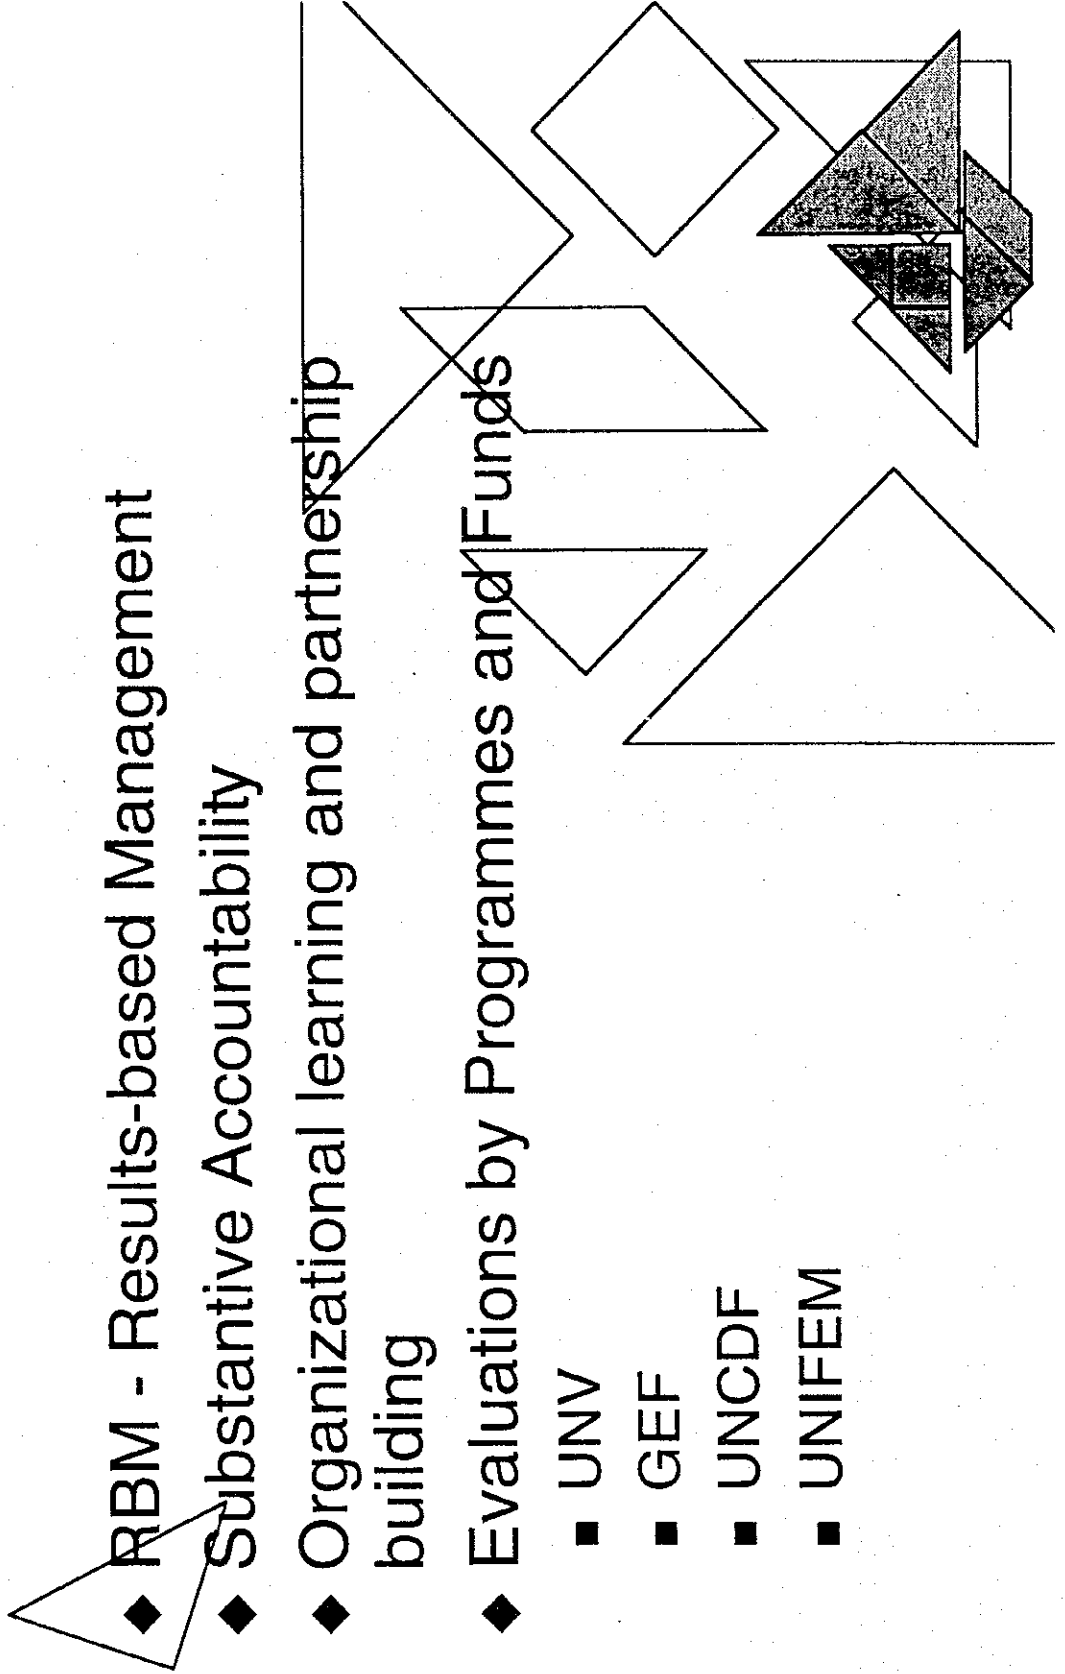 ◆ RBM - Results-based Management
◆ Substantive Accountability
◆ Organizational learning and partnership
building
◆ Evaluations by Programmes and Funds
■ UNV
■ GEF
■ UNCDF
■ UNIFEM